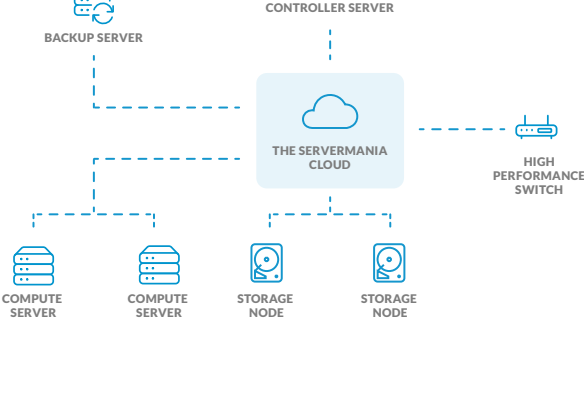 CONTROLLER SERVER
BACKUP SERVER
THE SERVERMANIA
CLOUD
HIGH
PERFORMANCE
SWITCH
COMPUTE
SERVER
COMPUTE
SERVER
STORAGE
NODE
STORAGE
NODE